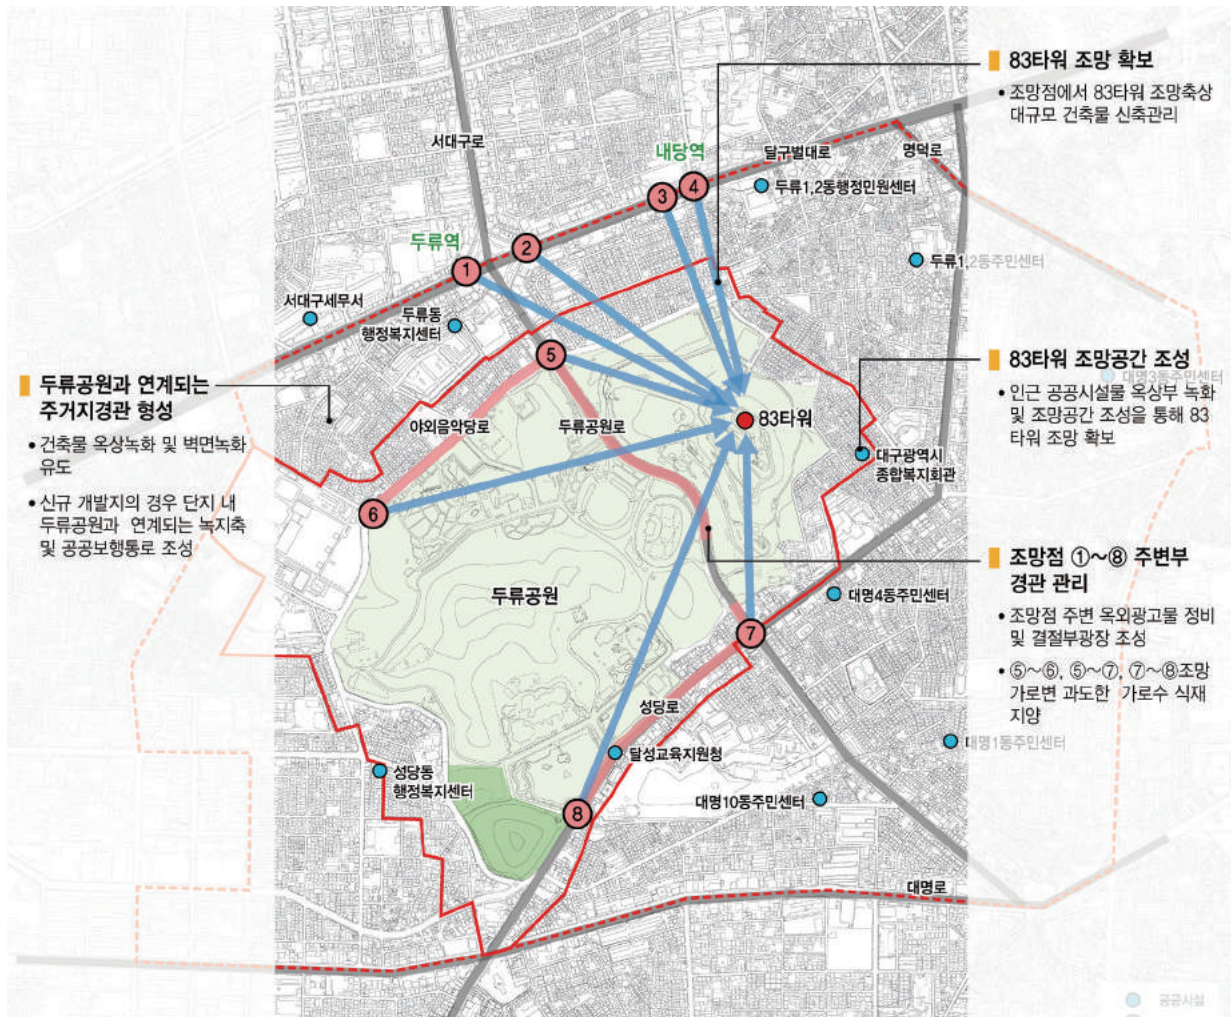 83타워 조망 확보
• 조망점에서 83타워 조망축상
대규모 건축물 신축관리
서대구로
내당역
달구벌대로
명덕로
4
3
두류1,2동행정민원센터
두류역
2
1
두류1,2동주민센터
서대구세무서
두류동
행정복지센터
5
83타워 조망공간 조성
대명3동주민센터
• 인근 공공시설물 옥상부 녹화
및 조망공간 조성을 통해 83
타워 조망 확보
두류공원과 연계되는
주거지경관 형성
• 건축물 옥상녹화 및 벽면녹화
유도
• 신규 개발지의 경우 단지 내
두류공원과 연계되는 녹지축
및 공공보행통로 조성
야외음악당로
두류공원로
83타워
대구광역시
종합복지회관
6
조망점 ①~⑧ 주변부
경관 관리
• 조망점 주변 옥외광고물 정비
및 결절부광장 조성
• ⑤~⑥, ⑤~⑦, ⑦~⑧조망
가로변 과도한 가로수 식재
지양
두류공원
대명4동주민센터
7
성당로
달성교육지원청
대명1동주민센터
성당동
행정복지센터
대명10동주민센터
8
대명로
공공시설